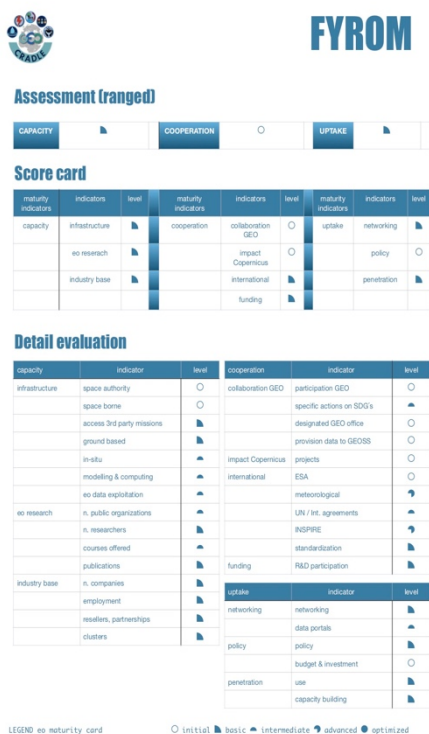 GEO
CRADLE
FYROM
Assessment (ranged)
CAPACITY COOPERATION UPTAKE
Score card
maturity indicators indicators level maturity indicators indicators level maturity indicators indicators level
capacity infrastructure cooperation collaboration GEO uptake networking
eo reserach impact Copernicus policy
industry base international penetration
funding
Detail evaluation
capacity indicator level cooperation indicator level
infrastructure space authority collaboration GEO participation GEO
space borne specific actions on SDG's
access 3rd party missions designated GEO office
ground based provision data to GEOSS
in-situ impact Copernicus projects
modelling & computing international ESA
eo data exploitation meteorological
eo research n. public organizations UN / Int. agreements
n. researchers INSPIRE
courses offered standardization
publications funding R&D participation
industry base n. companies
employment
resellers, partnerships
clusters
uptake indicator level
networking networking
data portals
policy policy
budget & investment
penetration use
capacity building
LEGEND eo maturity card initial basic intermediate advanced optimized